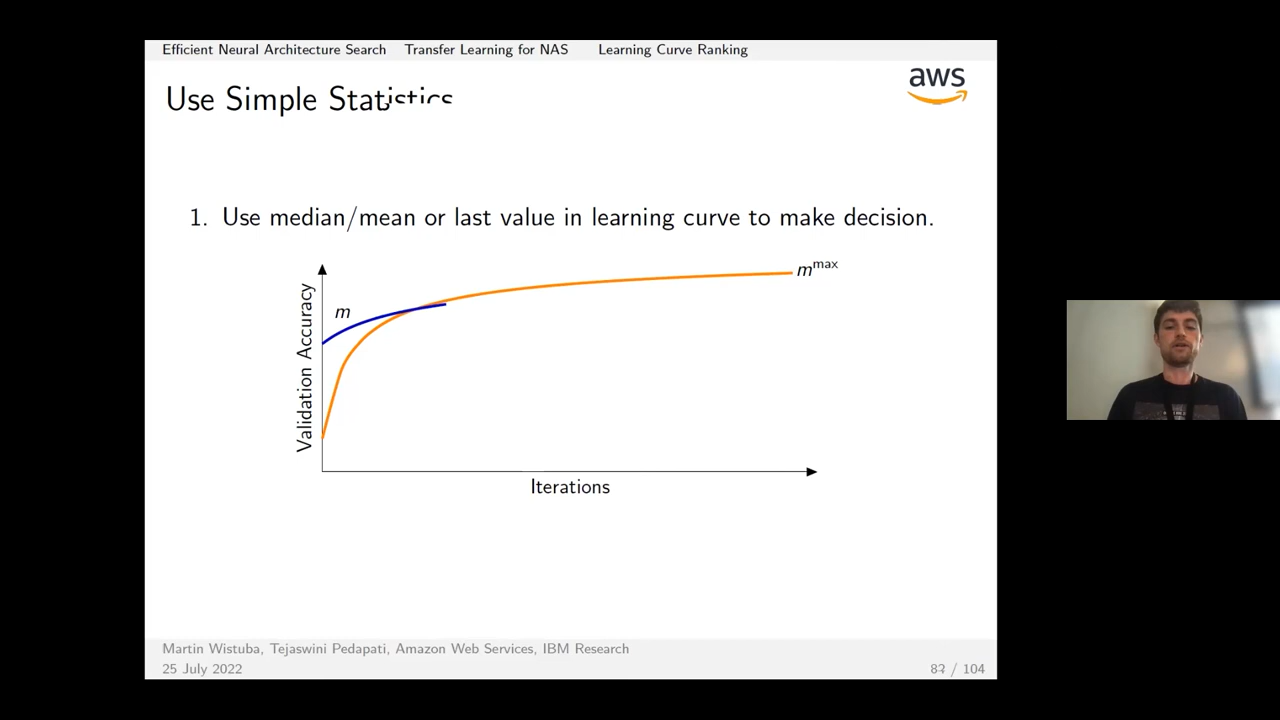 Efficient Neural Architecture Search Transfer Learning for NAS Learning Curve Ranking
Use Simple Statistics
aws
1. Use median/mean or last value in learning curve to make decision.
m^max
m
Validation Accuracy
Iterations
Martin Wistuba, Tejaswini Pedapati, Amazon Web Services, IBM Research
25 July 2022
/ 104